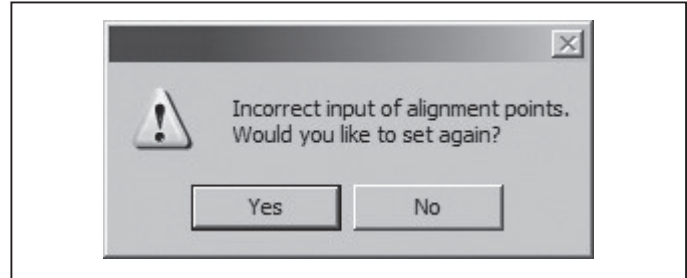 Incorrect input of alignment points.
Would you like to set again?
Yes
No